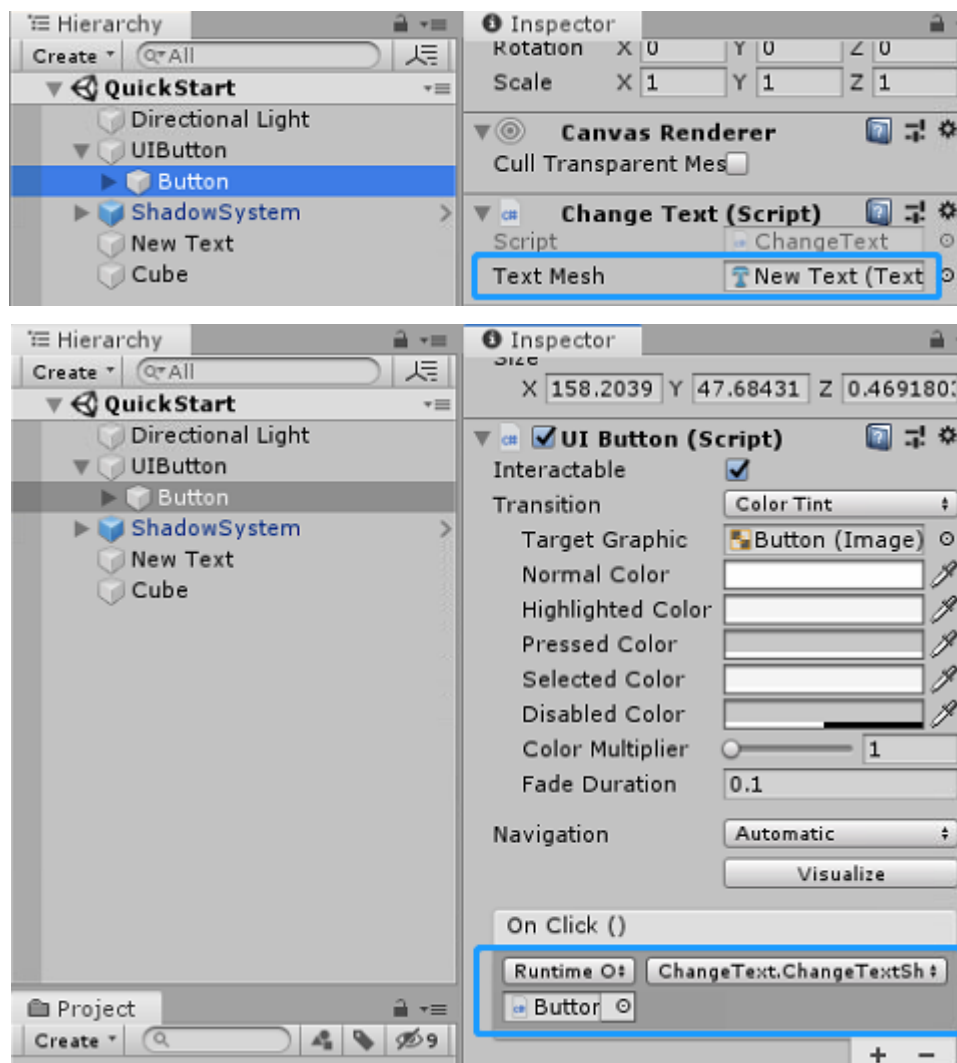 Hierarchy
Create All
QuickStart
Directional Light
UIButton
Button
ShadowSystem
New Text
Cube
Inspector
Rotation X 0 Y 0 Z 0
Scale X 1 Y 1 Z 1
Canvas Renderer
Cull Transparent Mes
Change Text (Script)
Script ChangeText
Text Mesh New Text (Text
Hierarchy
Create All
QuickStart
Directional Light
UIButton
Button
ShadowSystem
New Text
Cube
Project
Create 9
Inspector
Size
X 158.2039 Y 47.68431 Z 0.469180
UI Button (Script)
Interactable
Transition Color Tint
Target Graphic Button (Image)
Normal Color
Highlighted Color
Pressed Color
Selected Color
Disabled Color
Color Multiplier 1
Fade Duration 0.1
Navigation Automatic
Visualize
On Click ()
Runtime O ChangeText.ChangeTextSh
Buttor
+ −